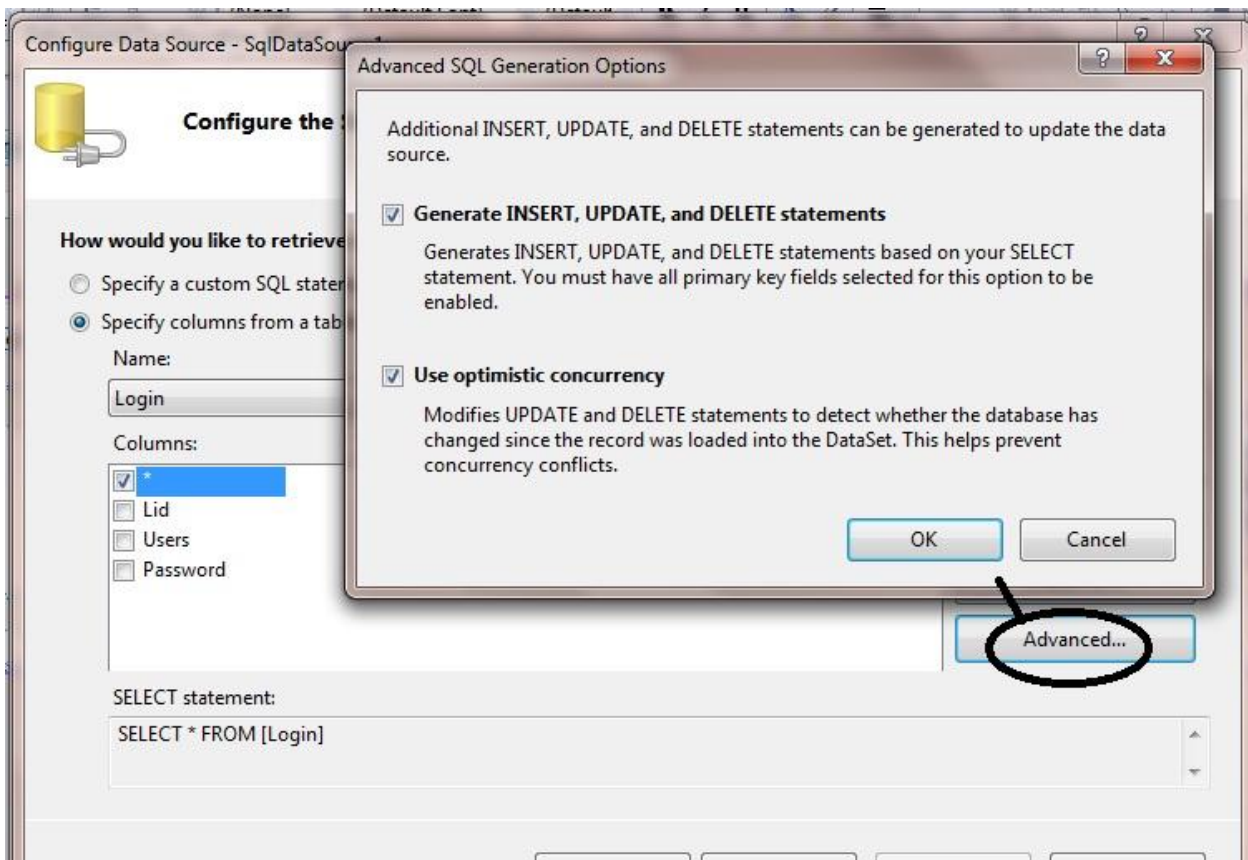 Configure Data Source - SqlDataSou
Advanced SQL Generation Options
Configure the
Additional INSERT, UPDATE, and DELETE statements can be generated to update the data
source.
Generate INSERT, UPDATE, and DELETE statements
Generates INSERT, UPDATE, and DELETE statements based on your SELECT
statement. You must have all primary key fields selected for this option to be
enabled.
Use optimistic concurrency
Modifies UPDATE and DELETE statements to detect whether the database has
changed since the record was loaded into the DataSet. This helps prevent
concurrency conflicts.
OK
Cancel
How would you like to retrieve
Specify a custom SQL stater
Specify columns from a tab
Name:
Login
Columns:
*
Lid
Users
Password
Advanced...
SELECT statement:
SELECT * FROM [Login]